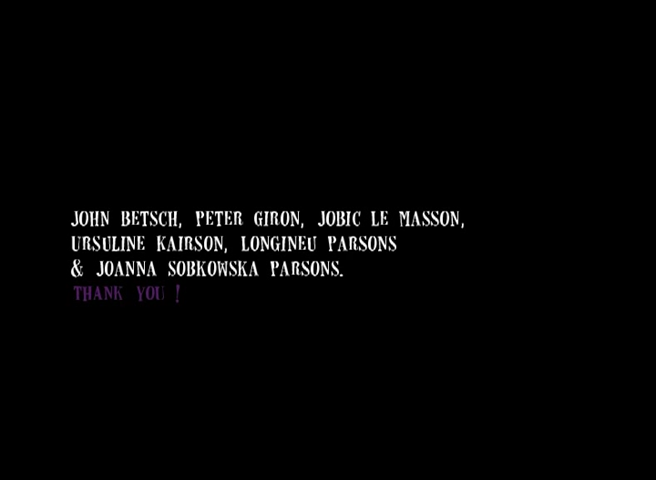 JOHN BETSCH, PETER GIRON, JOBIC LE MASSON,
URSULINE KAIRSON, LONGINEU PARSONS
& JOANNA SOBKOWSKA PARSONS.
THANK YOU !